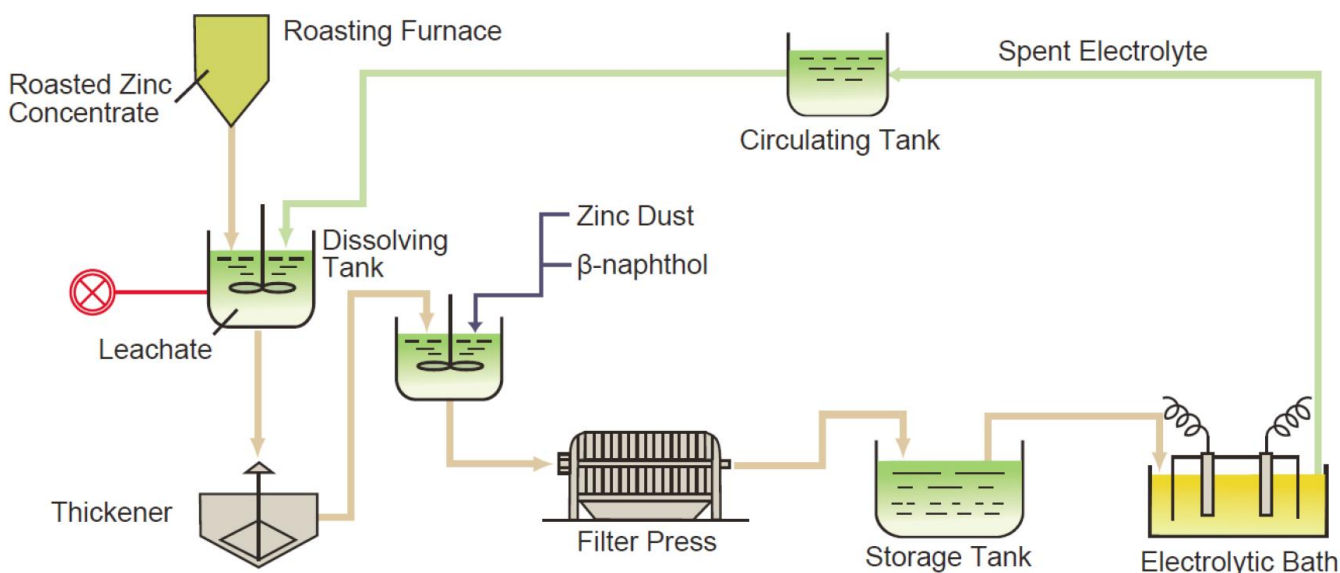 Roasting Furnace
Roasted Zinc
Concentrate
Spent Electrolyte
Circulating Tank
Zinc Dust
Dissolving
Tank
β-naphthol
Leachate
Thickener
Filter Press
Storage Tank
Electrolytic Bath